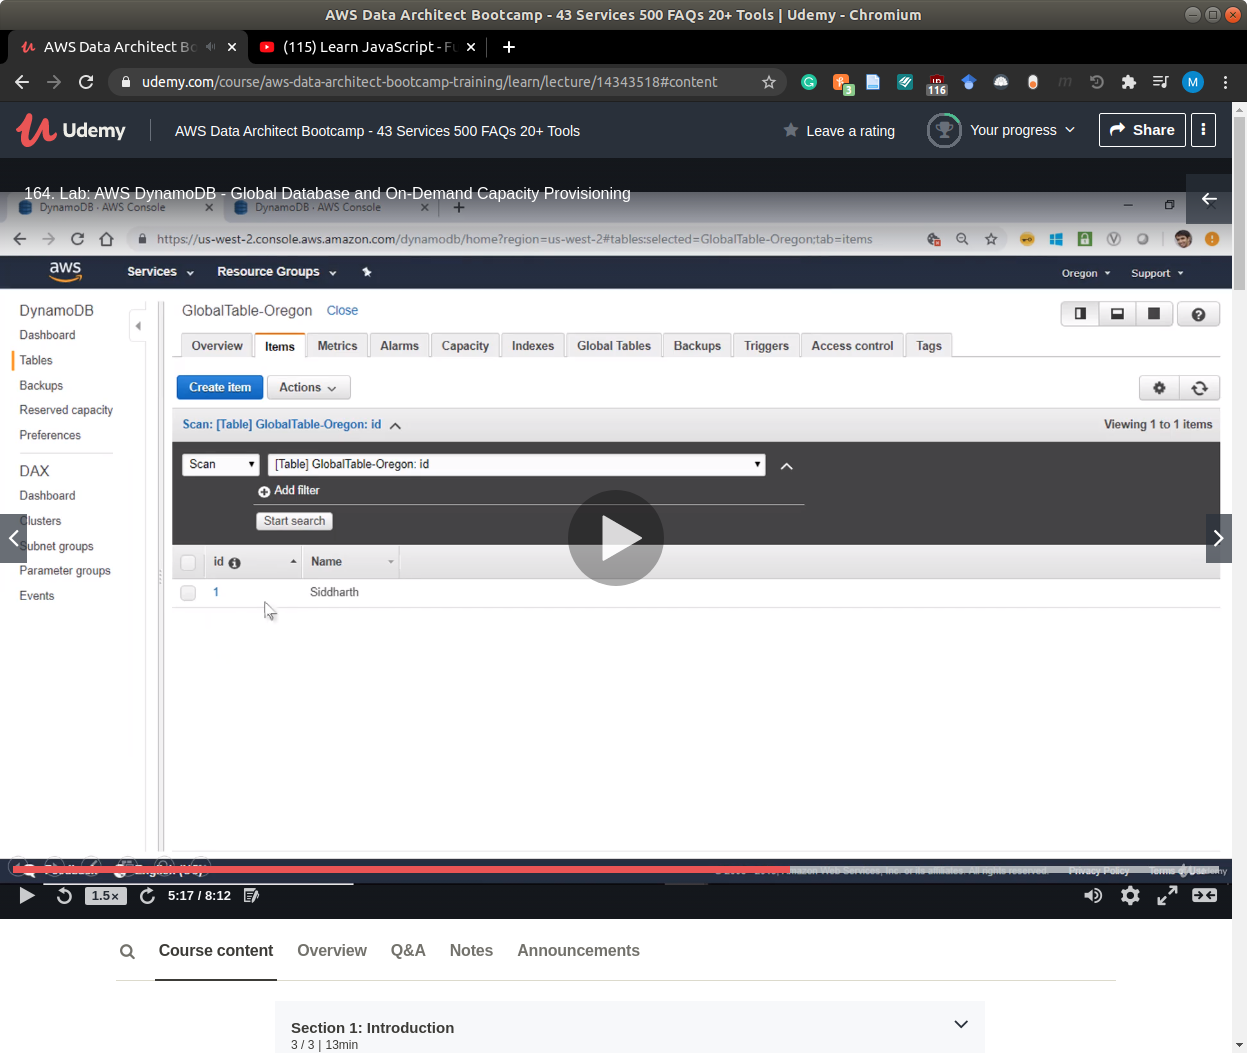 AWS Data Architect Bootcamp - 43 Services 500 FAQs 20+ Tools | Udemy - Chromium
AWS Data Architect Bo
(115) Learn JavaScript - Fu
udemy.com/course/aws-data-architect-bootcamp-training/learn/lecture/14343518#content
3
116
M
Udemy
AWS Data Architect Bootcamp - 43 Services 500 FAQs 20+ Tools
Leave a rating
Your progress
Share
164. Lab: AWS DynamoDB - Global Database and On-Demand Capacity Provisioning
DynamoDB · AWS Console
DynamoDB · AWS Console
https://us-west-2.console.aws.amazon.com/dynamodb/home?region=us-west-2#tables:selected=GlobalTable-Oregon;tab=items
aws
Services
Resource Groups
Oregon
Support
DynamoDB
Dashboard
Tables
Backups
Reserved capacity
Preferences
DAX
Dashboard
Clusters
Subnet groups
Parameter groups
Events
GlobalTable-Oregon Close
Overview Items Metrics Alarms Capacity Indexes Global Tables Backups Triggers Access control Tags
Create item Actions
Scan: [Table] GlobalTable-Oregon: id
Viewing 1 to 1 items
Scan
[Table] GlobalTable-Oregon: id
Add filter
Start search
id Name
1 Siddharth
Privacy Policy
1.5×
5:17 / 8:12
Course content Overview Q&A Notes Announcements
Section 1: Introduction
3 / 3 | 13min